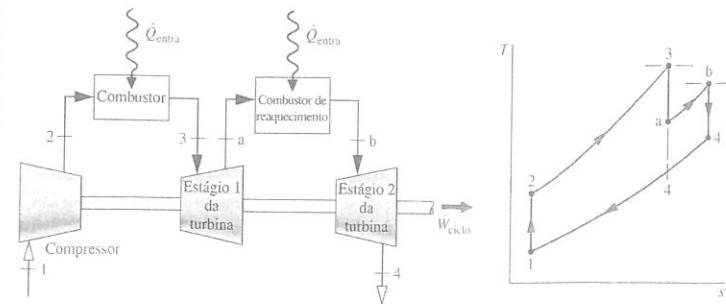 Q̇entra
Q̇entra
Combustor
Combustor de
reaquecimento
2
3
a
b
Estágio 1
da
turbina
Estágio 2
da
turbina
Ẇciclo
Compressor
1
4
T
3
b
a
2
4
4
1
s